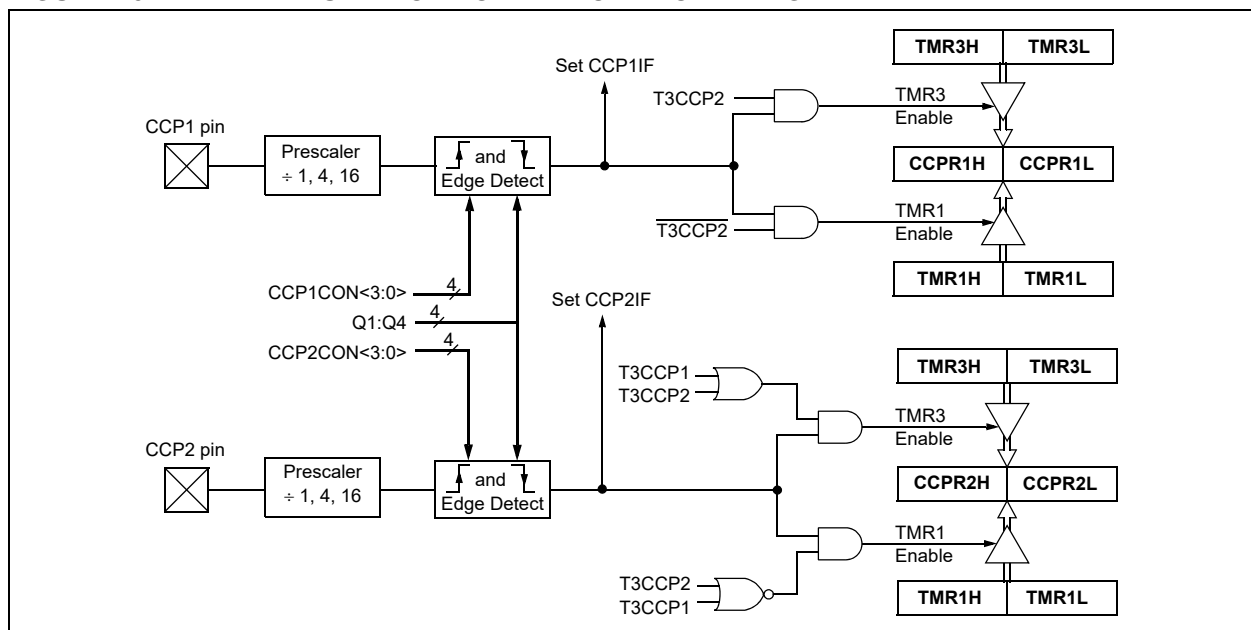 TMR3H TMR3L
Set CCP1IF
T3CCP2
TMR3
Enable
CCP1 pin
Prescaler
÷ 1, 4, 16
and
Edge Detect
CCPR1H CCPR1L
TMR1
Enable
T3CCP2
TMR1H TMR1L
CCP1CON<3:0>
4
Q1:Q4
4
CCP2CON<3:0>
4
Set CCP2IF
TMR3H TMR3L
T3CCP1
T3CCP2
TMR3
Enable
CCP2 pin
Prescaler
÷ 1, 4, 16
and
Edge Detect
CCPR2H CCPR2L
TMR1
Enable
T3CCP2
T3CCP1
TMR1H TMR1L